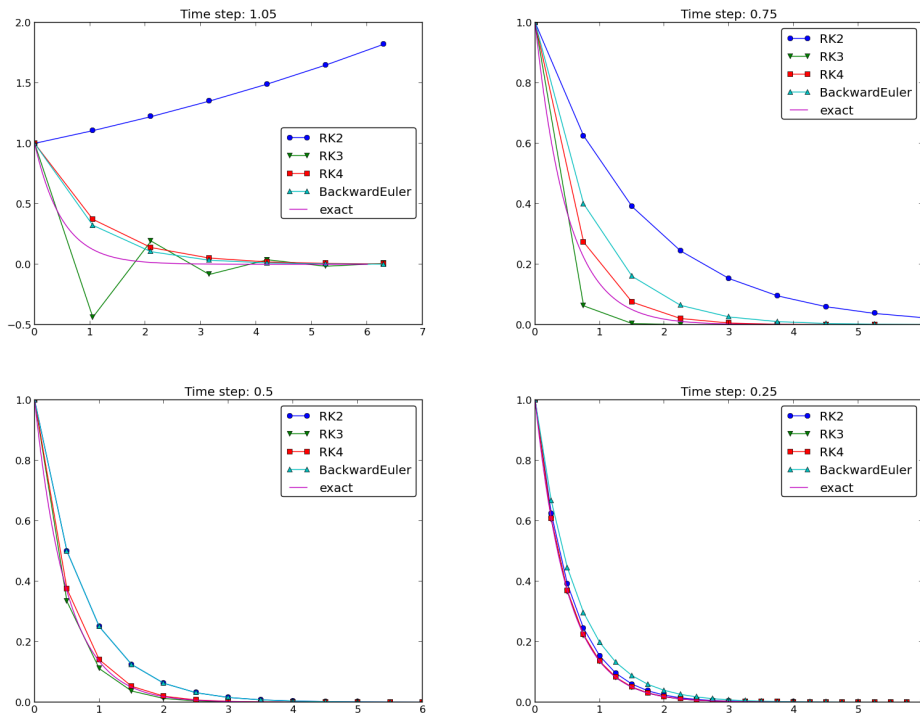 Time step: 1.05
2.0
1.5
1.0
0.5
0.0
−0.5
0 1 2 3 4 5 6 7
RK2
RK3
RK4
BackwardEuler
exact
Time step: 0.75
1.0
0.8
0.6
0.4
0.2
0.0
0 1 2 3 4 5
RK2
RK3
RK4
BackwardEuler
exact
Time step: 0.5
1.0
0.8
0.6
0.4
0.2
0.0
0 1 2 3 4 5 6
RK2
RK3
RK4
BackwardEuler
exact
Time step: 0.25
1.0
0.8
0.6
0.4
0.2
0.0
0 1 2 3 4 5
RK2
RK3
RK4
BackwardEuler
exact